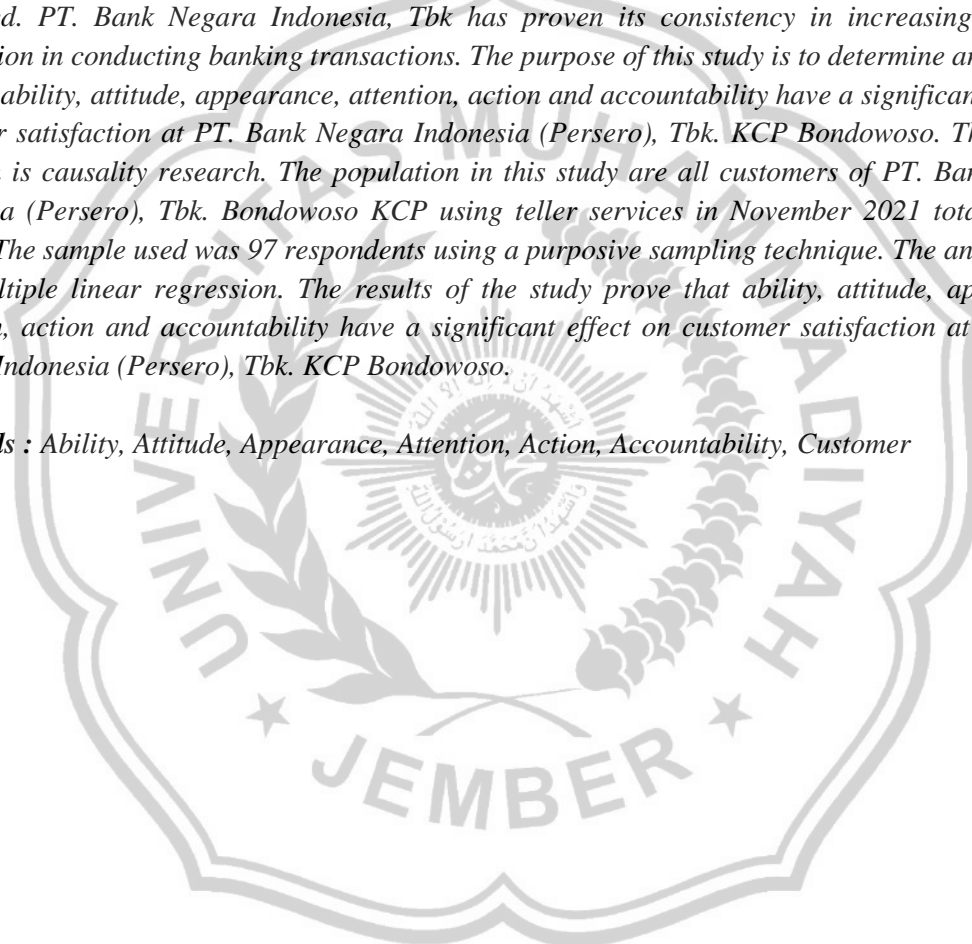 d. PT. Bank Negara Indonesia, Tbk has proven its consistency in increasing
ion in conducting banking transactions. The purpose of this study is to determine an
ability, attitude, appearance, attention, action and accountability have a significan
r satisfaction at PT. Bank Negara Indonesia (Persero), Tbk. KCP Bondowoso. Th
is causality research. The population in this study are all customers of PT. Ban
a (Persero), Tbk. Bondowoso KCP using teller services in November 2021 tota
The sample used was 97 respondents using a purposive sampling technique. The an
ltiple linear regression. The results of the study prove that ability, attitude, ap
, action and accountability have a significant effect on customer satisfaction at
Indonesia (Persero), Tbk. KCP Bondowoso.
ds : Ability, Attitude, Appearance, Attention, Action, Accountability, Customer
UNIVERSITAS MUHAMMADIYAH
JEMBER